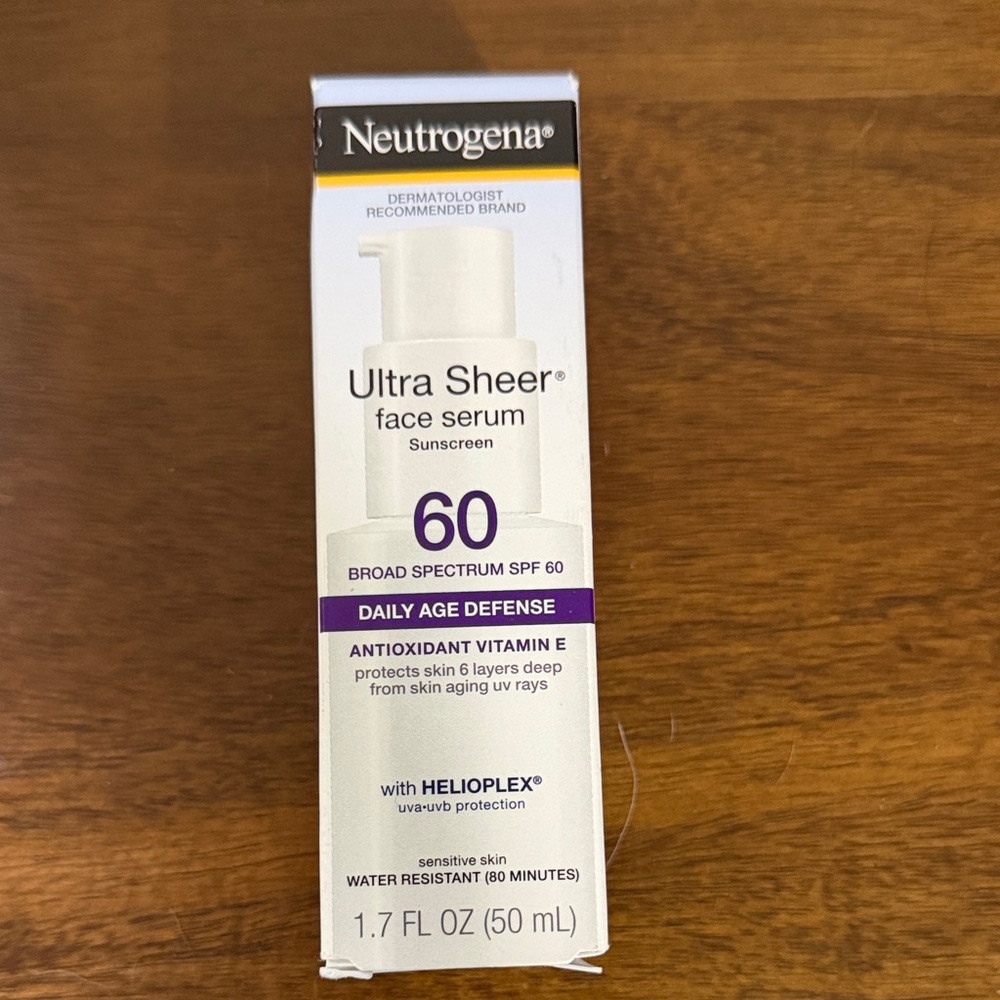 Neutrogena®
DERMATOLOGIST
RECOMMENDED BRAND
Ultra Sheer®
face serum
Sunscreen
60
BROAD SPECTRUM SPF 60
DAILY AGE DEFENSE
ANTIOXIDANT VITAMIN E
protects skin 6 layers deep
from skin aging uv rays
with HELIOPLEX®
uva•uvb protection
sensitive skin
WATER RESISTANT (80 MINUTES)
1.7 FL OZ (50 mL)